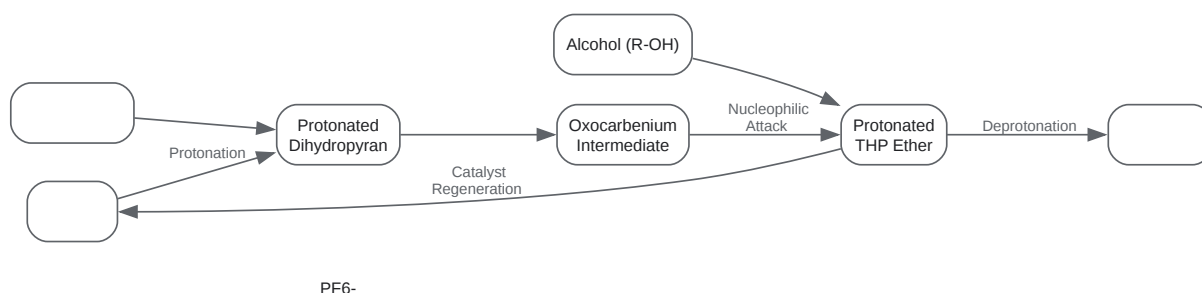 Alcohol (R-OH)
Protonated
Dihydropyran
Oxocarbenium
Intermediate
Nucleophilic
Attack
Protonated
THP Ether
Deprotonation
Protonation
Catalyst
Regeneration
PF6-